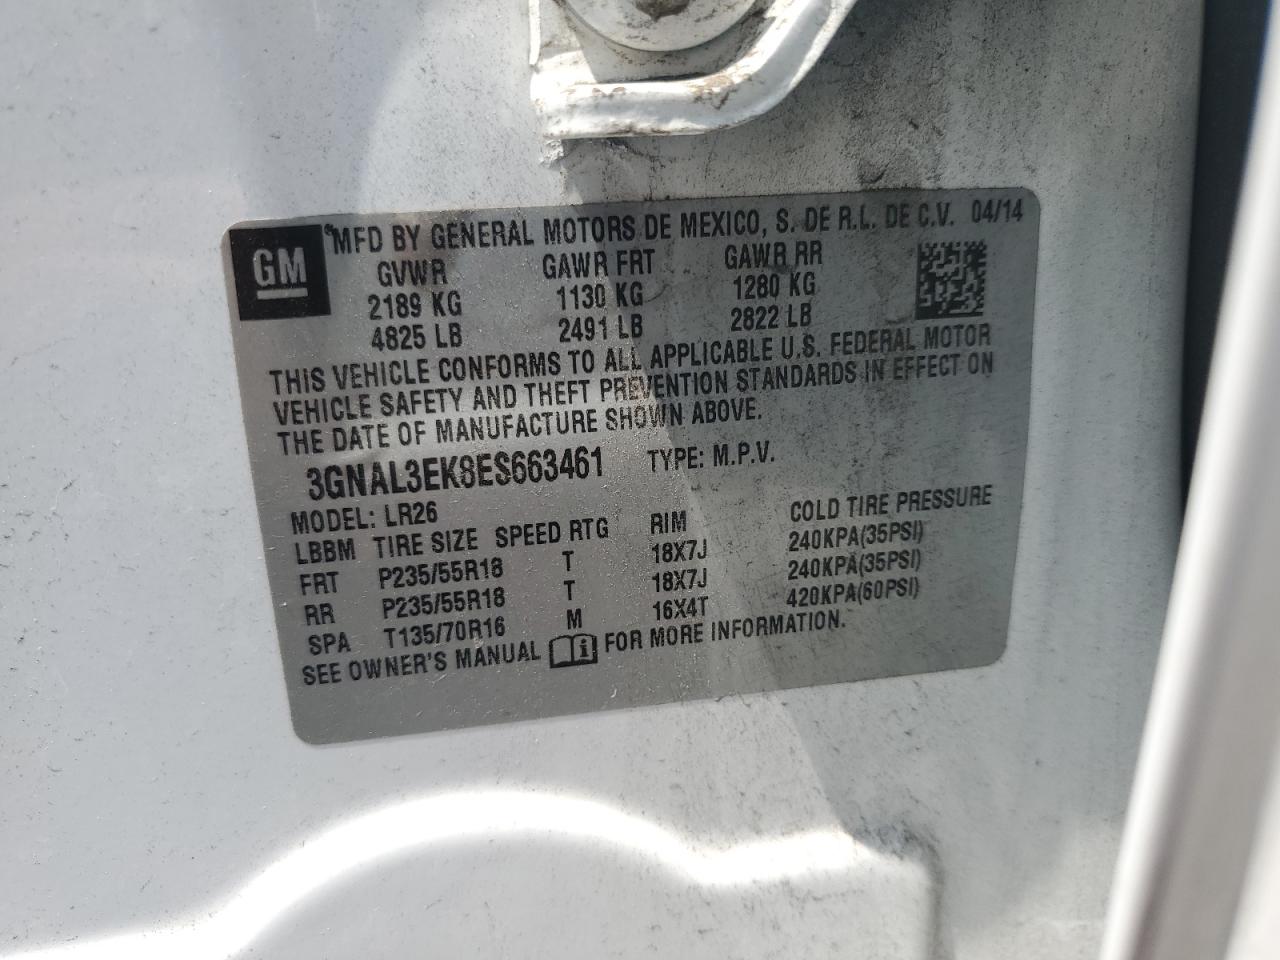 GM
MFD BY GENERAL MOTORS DE MEXICO, S. DE R.L. DE C.V. 04/14
GVWR GAWR FRT GAWR RR
2189 KG 1130 KG 1280 KG
4825 LB 2491 LB 2822 LB
THIS VEHICLE CONFORMS TO ALL APPLICABLE U.S. FEDERAL MOTOR
VEHICLE SAFETY AND THEFT PREVENTION STANDARDS IN EFFECT ON
THE DATE OF MANUFACTURE SHOWN ABOVE.
3GNAL3EK8ES663461 TYPE: M.P.V.
MODEL: LR26
LBBM TIRE SIZE SPEED RTG RIM COLD TIRE PRESSURE
FRT P235/55R18 T 18X7J 240KPA(35PSI)
RR P235/55R18 T 18X7J 240KPA(35PSI)
SPA T135/70R16 M 16X4T 420KPA(60PSI)
SEE OWNER'S MANUAL i FOR MORE INFORMATION.